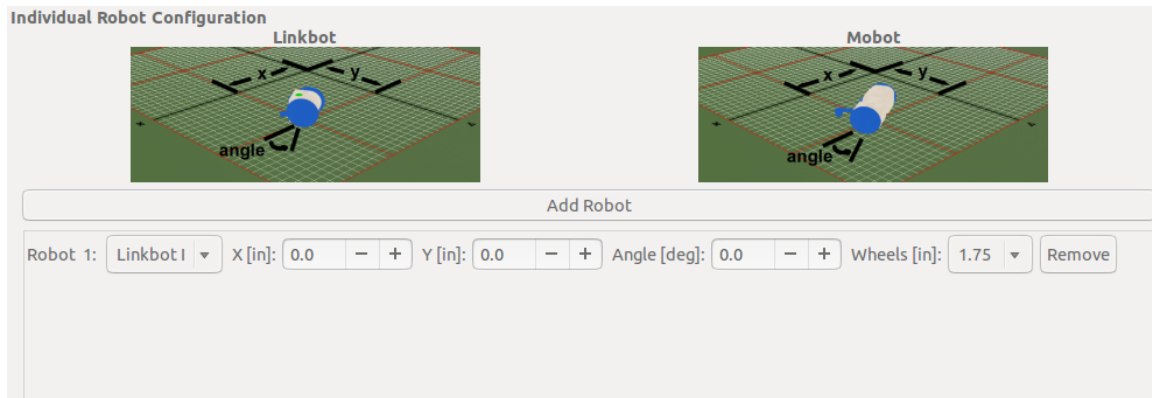 Individual Robot Configuration
Linkbot
Mobot
x y
x y
angle
angle
Add Robot
Robot 1: Linkbot I X [in]: 0.0 − + Y [in]: 0.0 − + Angle [deg]: 0.0 − + Wheels [in]: 1.75 Remove